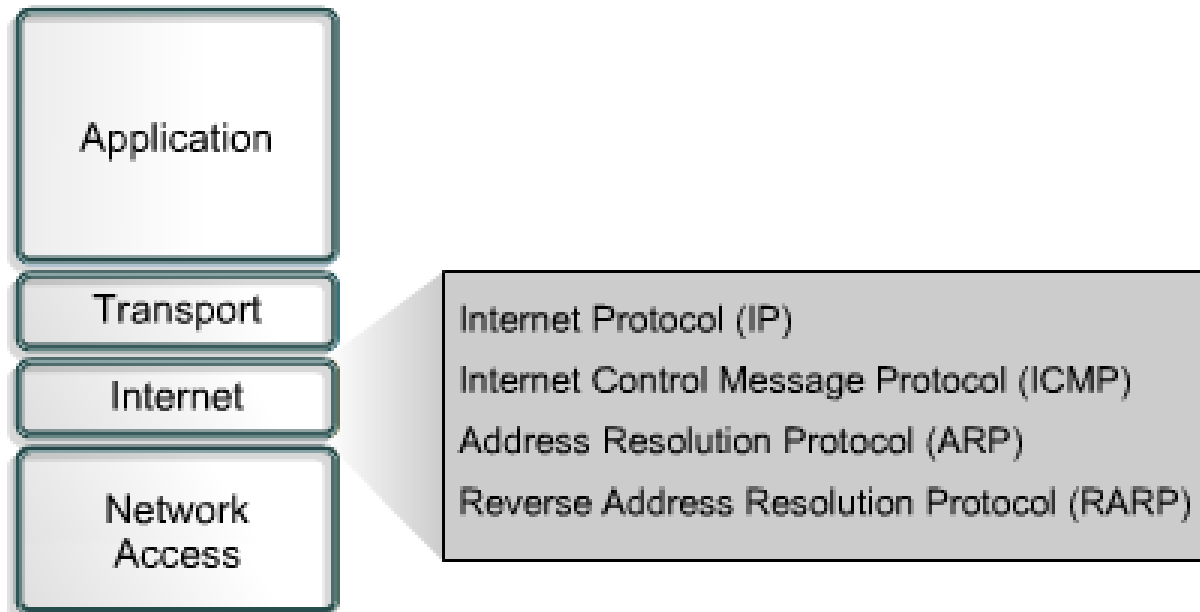 Application
Transport
Internet
Network
Access
Internet Protocol (IP)
Internet Control Message Protocol (ICMP)
Address Resolution Protocol (ARP)
Reverse Address Resolution Protocol (RARP)